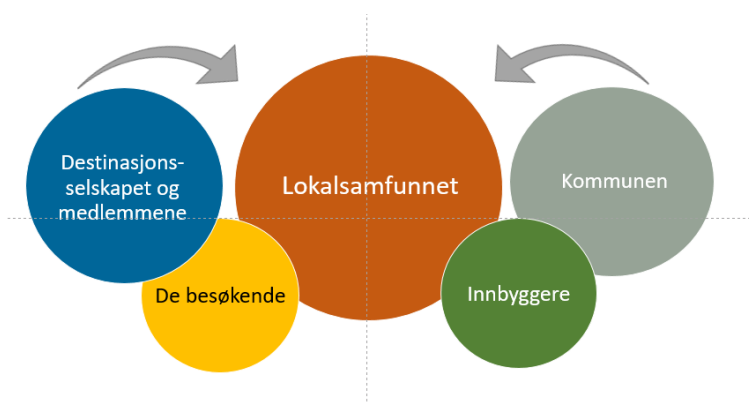 Destinasjons-
selskapet og
medlemmene
Lokalsamfunnet
Kommunen
De besøkende
Innbyggere